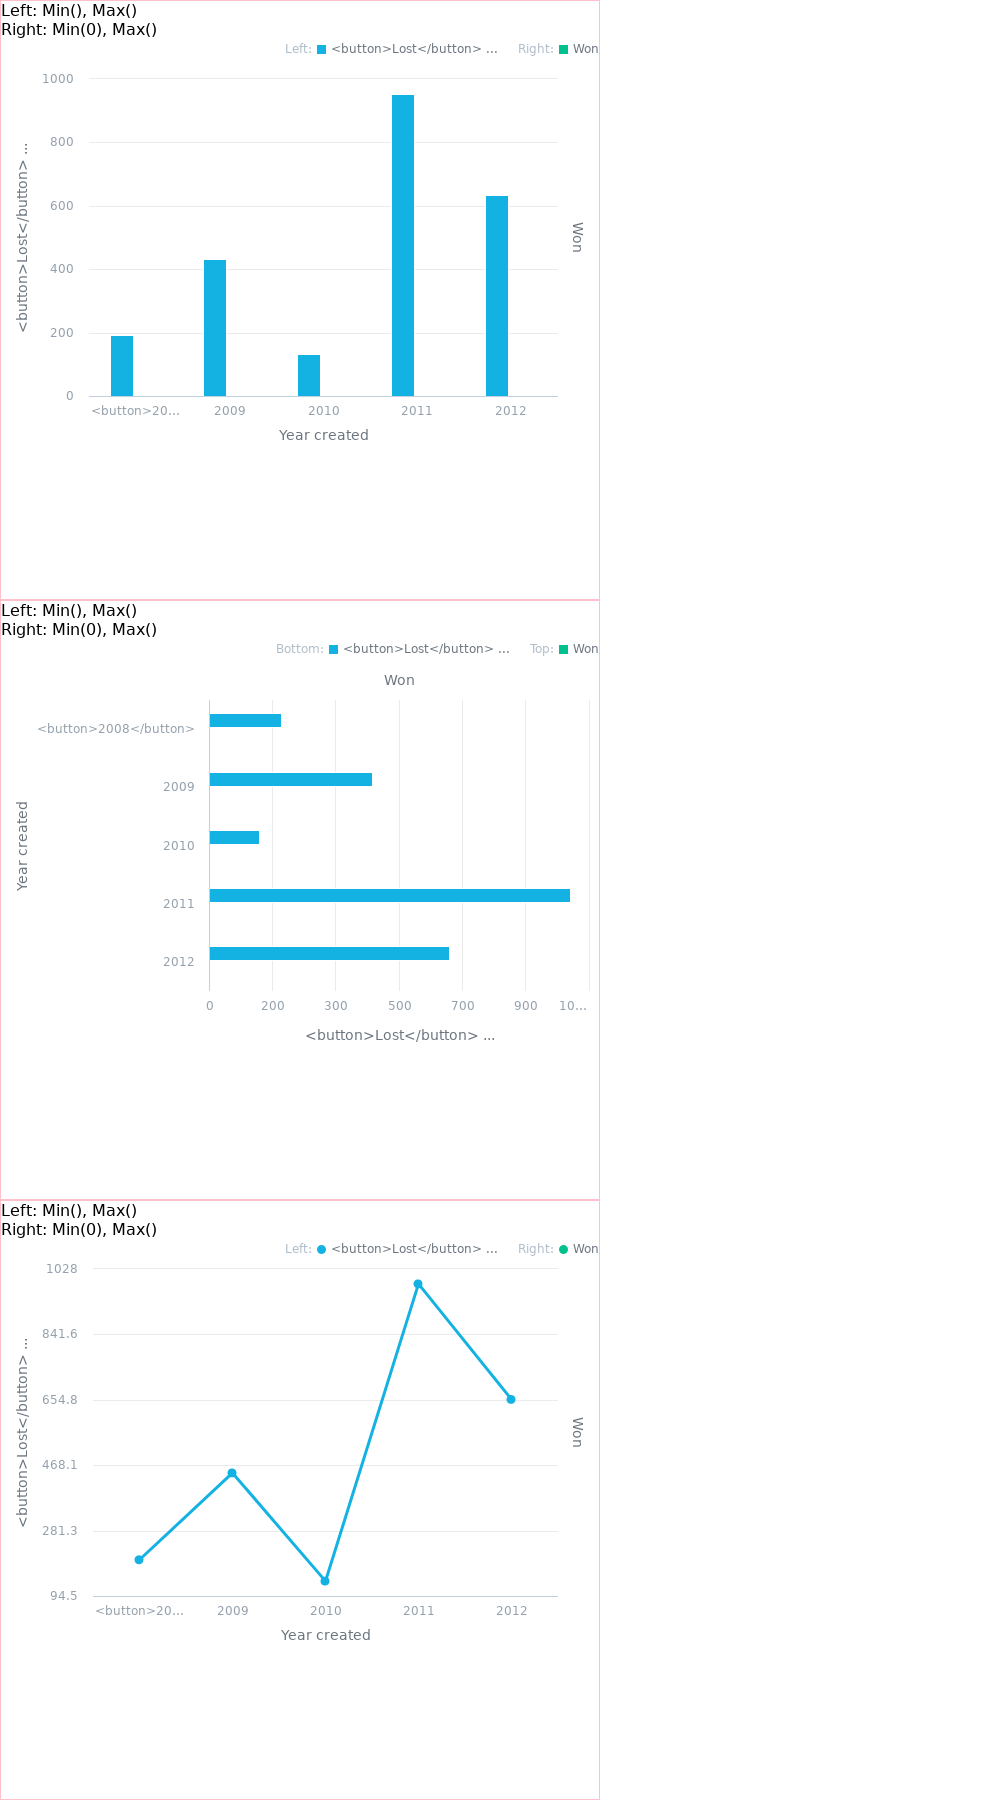 Left: Min(), Max()
Right: Min(0), Max()
Left: <button>Lost</button> ... Right: Won
1000
800
600
400
200
0
<button>Lost</button> ...
Won
<button>20... 2009 2010 2011 2012
Year created
Left: Min(), Max()
Right: Min(0), Max()
Bottom: <button>Lost</button> ... Top: Won
Won
<button>2008</button>
2009
2010
2011
2012
Year created
0 200 300 500 700 900 10...
<button>Lost</button> ...
Left: Min(), Max()
Right: Min(0), Max()
Left: <button>Lost</button> ... Right: Won
1028
841.6
654.8
468.1
281.3
94.5
<button>Lost</button> ...
Won
<button>20... 2009 2010 2011 2012
Year created